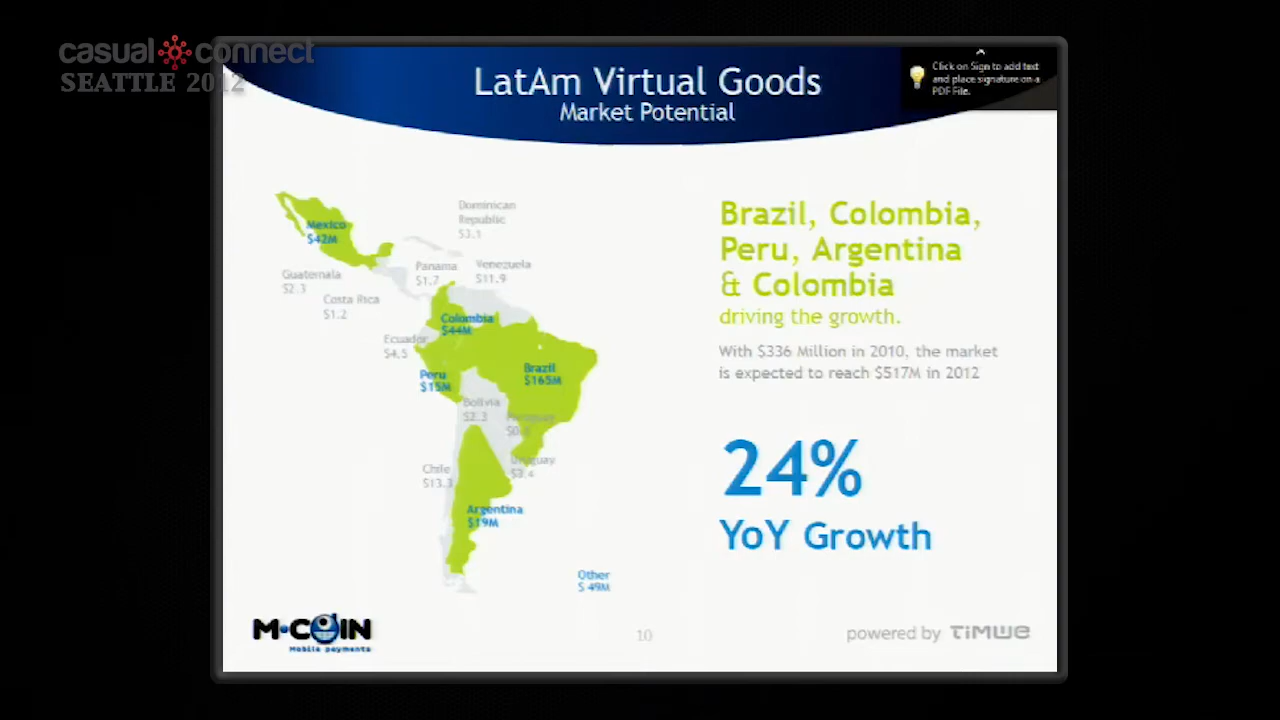 casual connect
SEATTLE 2012
LatAm Virtual Goods
Market Potential
Click on Sign to add text
and place signature on a
PDF File.
Mexico
$42M
Dominican
Republic
$3.1
Guatemala
$2.3
Costa Rica
$1.2
Panama
$1.7
Venezuela
$11.9
Colombia
$44M
Ecuador
$4.5
Peru
$15M
Brazil
$165M
Bolivia
$2.3
Paraguay
Uruguay
$3.4
Chile
$13.3
Argentina
$19M
Other
$ 49M
Brazil, Colombia,
Peru, Argentina
& Colombia
driving the growth.
With $336 Million in 2010, the market
is expected to reach $517M in 2012
24%
YoY Growth
M-COIN
Mobile payments
10
powered by TIMWE